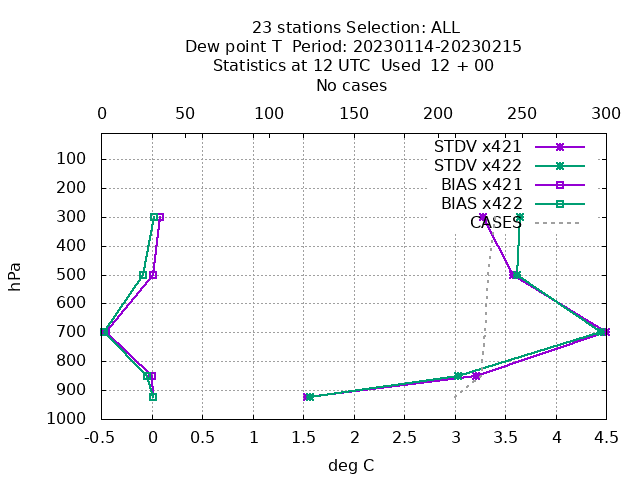 23 stations Selection: ALL
Dew point T  Period: 20230114-20230215
Statistics at 12 UTC  Used  12 + 00
No cases
0 50 100 150 200 250 300
STDV x421
STDV x422
BIAS x421
BIAS x422
CASES
100
200
300
400
500
600
700
800
900
1000
hPa
-0.5 0 0.5 1 1.5 2 2.5 3 3.5 4 4.5
deg C